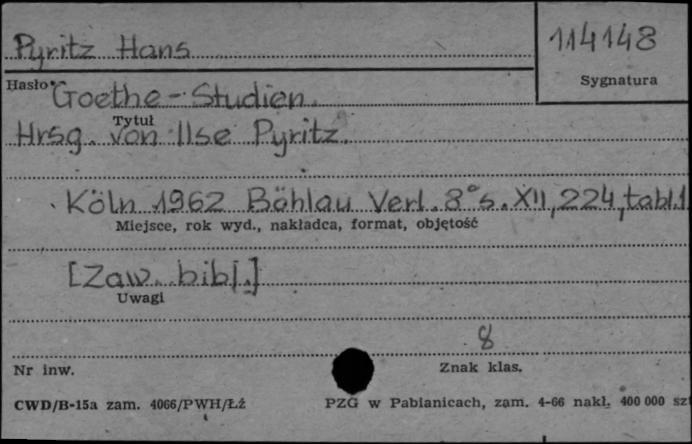 Pyritz Hans
114148
Sygnatura
Hasło
Goethe-Studien.
Tytuł
Hrsg. von Ilse Pyritz.
Köln 1962 Böhlau Verl. 8° s. XII, 224, tabl 1
Miejsce, rok wyd., nakładca, format, objętość
[Zaw. bibl.]
Uwagi
8
Nr inw.
Znak klas.
CWD/B-15a zam. 4066/PWH/Łź
PZG w Pabianicach, zam. 4-66 nakł. 400 000 szt